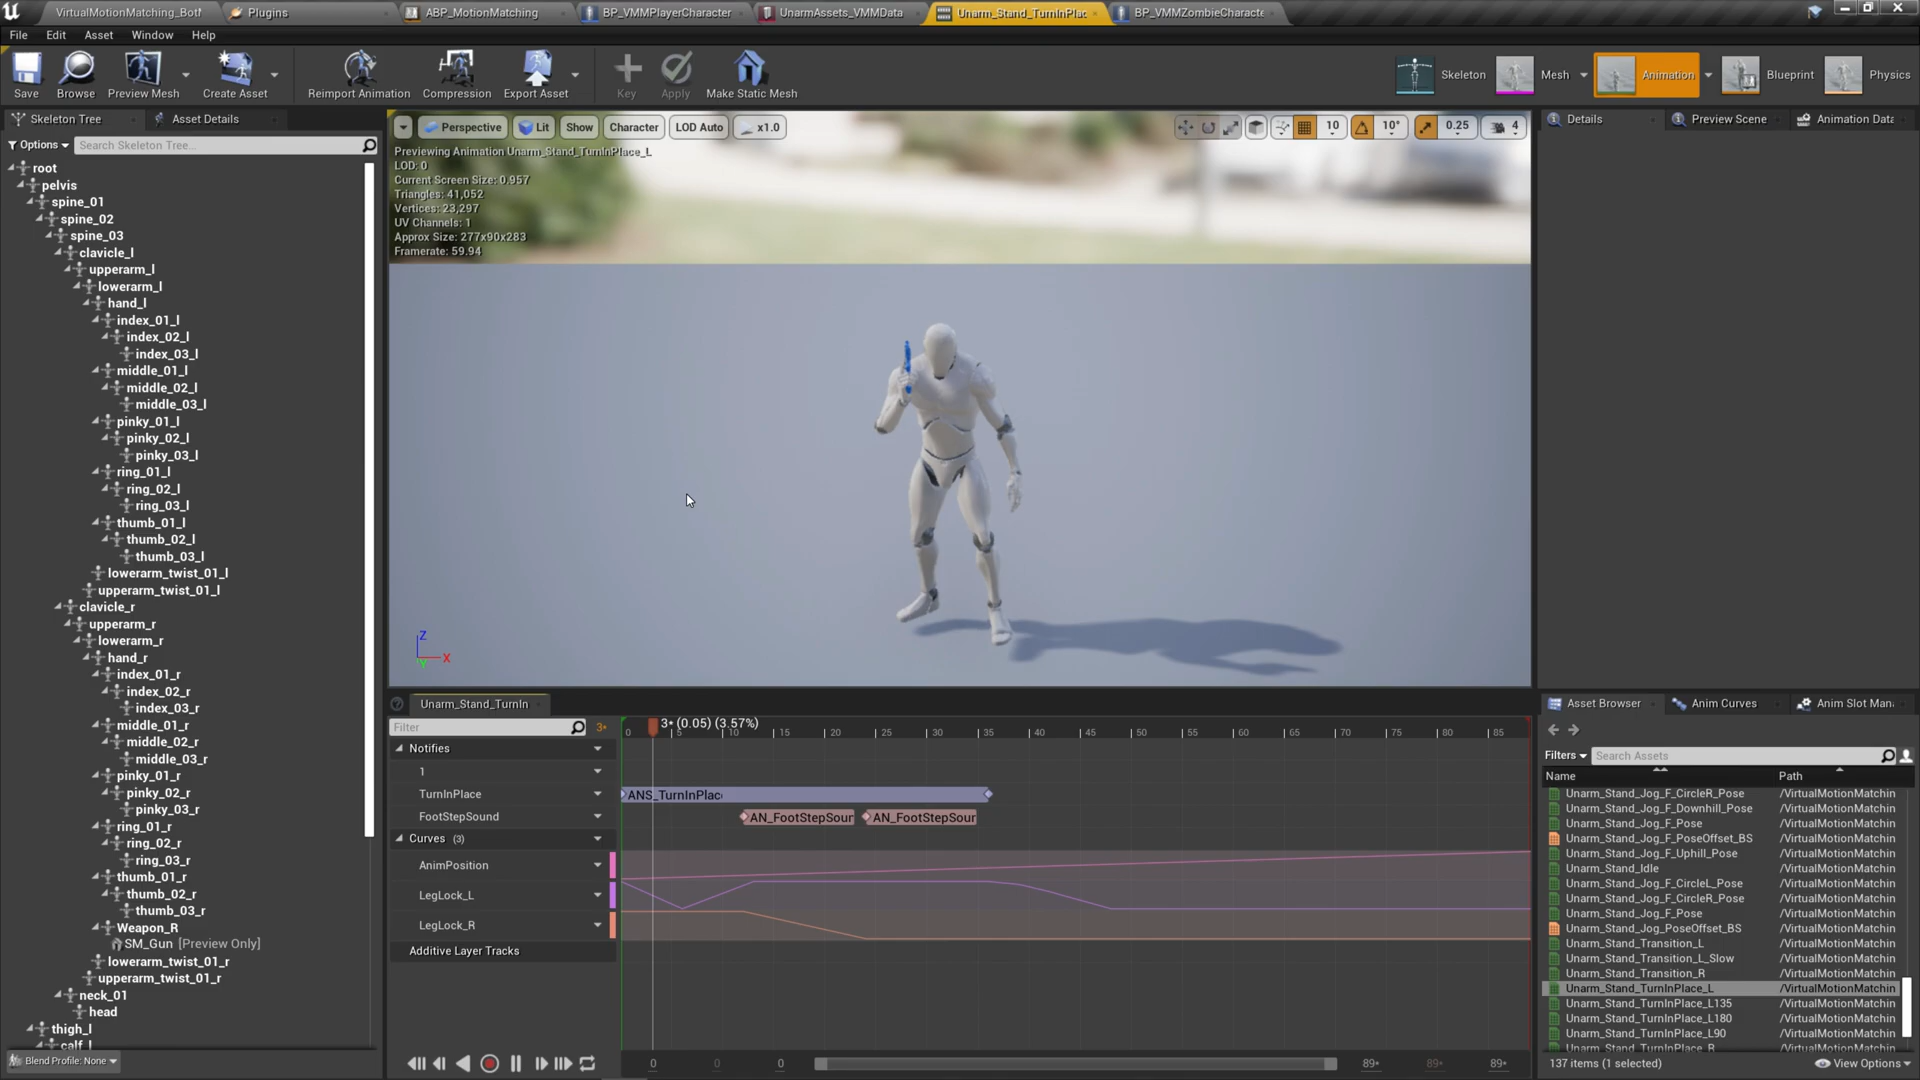 VirtualMotionMatching_Bot!
Plugins
ABP_MotionMatching
BP_VMMPlayerCharacter
UnarmAssets_VMMData
Unarm_Stand_TurnInPlac
BP_VMMZombieCharacte
File
Edit
Asset
Window
Help
Save
Browse
Preview Mesh
Create Asset
Reimport Animation
Compression
Export Asset
Key
Apply
Make Static Mesh
Skeleton
Mesh
Animation
Blueprint
Physics
Skeleton Tree
Asset Details
Options
Search Skeleton Tree...
root
pelvis
spine_01
spine_02
spine_03
clavicle_l
upperarm_l
lowerarm_l
hand_l
index_01_l
index_02_l
index_03_l
middle_01_l
middle_02_l
middle_03_l
pinky_01_l
pinky_02_l
pinky_03_l
ring_01_l
ring_02_l
ring_03_l
thumb_01_l
thumb_02_l
thumb_03_l
lowerarm_twist_01_l
upperarm_twist_01_l
clavicle_r
upperarm_r
lowerarm_r
hand_r
index_01_r
index_02_r
index_03_r
middle_01_r
middle_02_r
middle_03_r
pinky_01_r
pinky_02_r
pinky_03_r
ring_01_r
ring_02_r
ring_03_r
thumb_01_r
thumb_02_r
thumb_03_r
Weapon_R
SM_Gun [Preview Only]
lowerarm_twist_01_r
upperarm_twist_01_r
neck_01
head
thigh_l
calf_l
Blend Profile: None
Perspective
Lit
Show
Character
LOD Auto
x1.0
10
10°
0.25
4
Previewing Animation Unarm_Stand_TurnInPlace_L
LOD: 0
Current Screen Size: 0.957
Triangles: 41,052
Vertices: 23,297
UV Channels: 1
Approx Size: 277x90x283
Framerate: 59.94
Z
X
Y
Unarm_Stand_TurnIn
Filter
3*
3* (0.05) (3.57%)
0 5 10 15 20 25 30 35 40 45 50 55 60 65 70 75 80 85
Notifies
1
TurnInPlace
ANS_TurnInPlac
FootStepSound
AN_FootStepSour
AN_FootStepSour
Curves (3)
AnimPosition
LegLock_L
LegLock_R
Additive Layer Tracks
0
0
0
89*
89*
89*
Details
Preview Scene
Animation Data
Asset Browser
Anim Curves
Anim Slot Man
Filters
Search Assets
Name
Path
Unarm_Stand_Jog_F_CircleR_Pose /VirtualMotionMatchin
Unarm_Stand_Jog_F_Downhill_Pose /VirtualMotionMatchin
Unarm_Stand_Jog_F_Pose /VirtualMotionMatchin
Unarm_Stand_Jog_F_PoseOffset_BS /VirtualMotionMatchin
Unarm_Stand_Jog_F_Uphill_Pose /VirtualMotionMatchin
Unarm_Stand_Idle /VirtualMotionMatchin
Unarm_Stand_Jog_F_CircleL_Pose /VirtualMotionMatchin
Unarm_Stand_Jog_F_CircleR_Pose /VirtualMotionMatchin
Unarm_Stand_Jog_F_Pose /VirtualMotionMatchin
Unarm_Stand_Jog_PoseOffset_BS /VirtualMotionMatchin
Unarm_Stand_Transition_L /VirtualMotionMatchin
Unarm_Stand_Transition_L_Slow /VirtualMotionMatchin
Unarm_Stand_Transition_R /VirtualMotionMatchin
Unarm_Stand_TurnInPlace_L /VirtualMotionMatchin
Unarm_Stand_TurnInPlace_L135 /VirtualMotionMatchin
Unarm_Stand_TurnInPlace_L180 /VirtualMotionMatchin
Unarm_Stand_TurnInPlace_L90 /VirtualMotionMatchin
Unarm_Stand_TurnInPlace_R /VirtualMotionMatchin
137 items (1 selected)
View Options